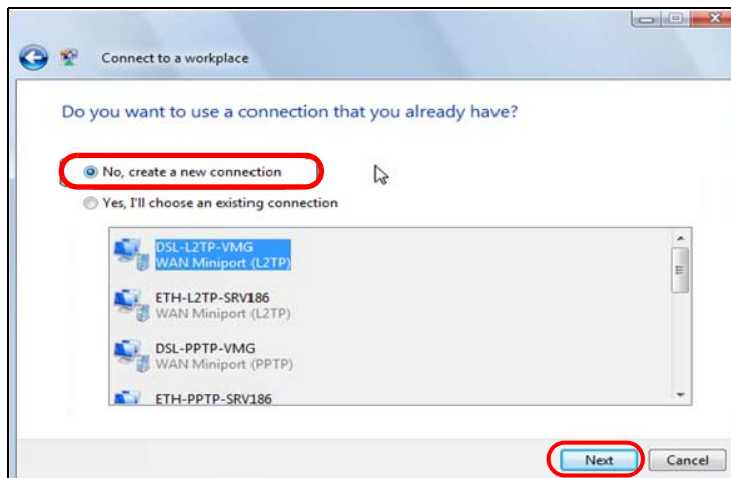 Connect to a workplace
Do you want to use a connection that you already have?
No, create a new connection
Yes, I'll choose an existing connection
DSL-L2TP-VMG
WAN Miniport (L2TP)
ETH-L2TP-SRV186
WAN Miniport (L2TP)
DSL-PPTP-VMG
WAN Miniport (PPTP)
ETH-PPTP-SRV186
Next Cancel